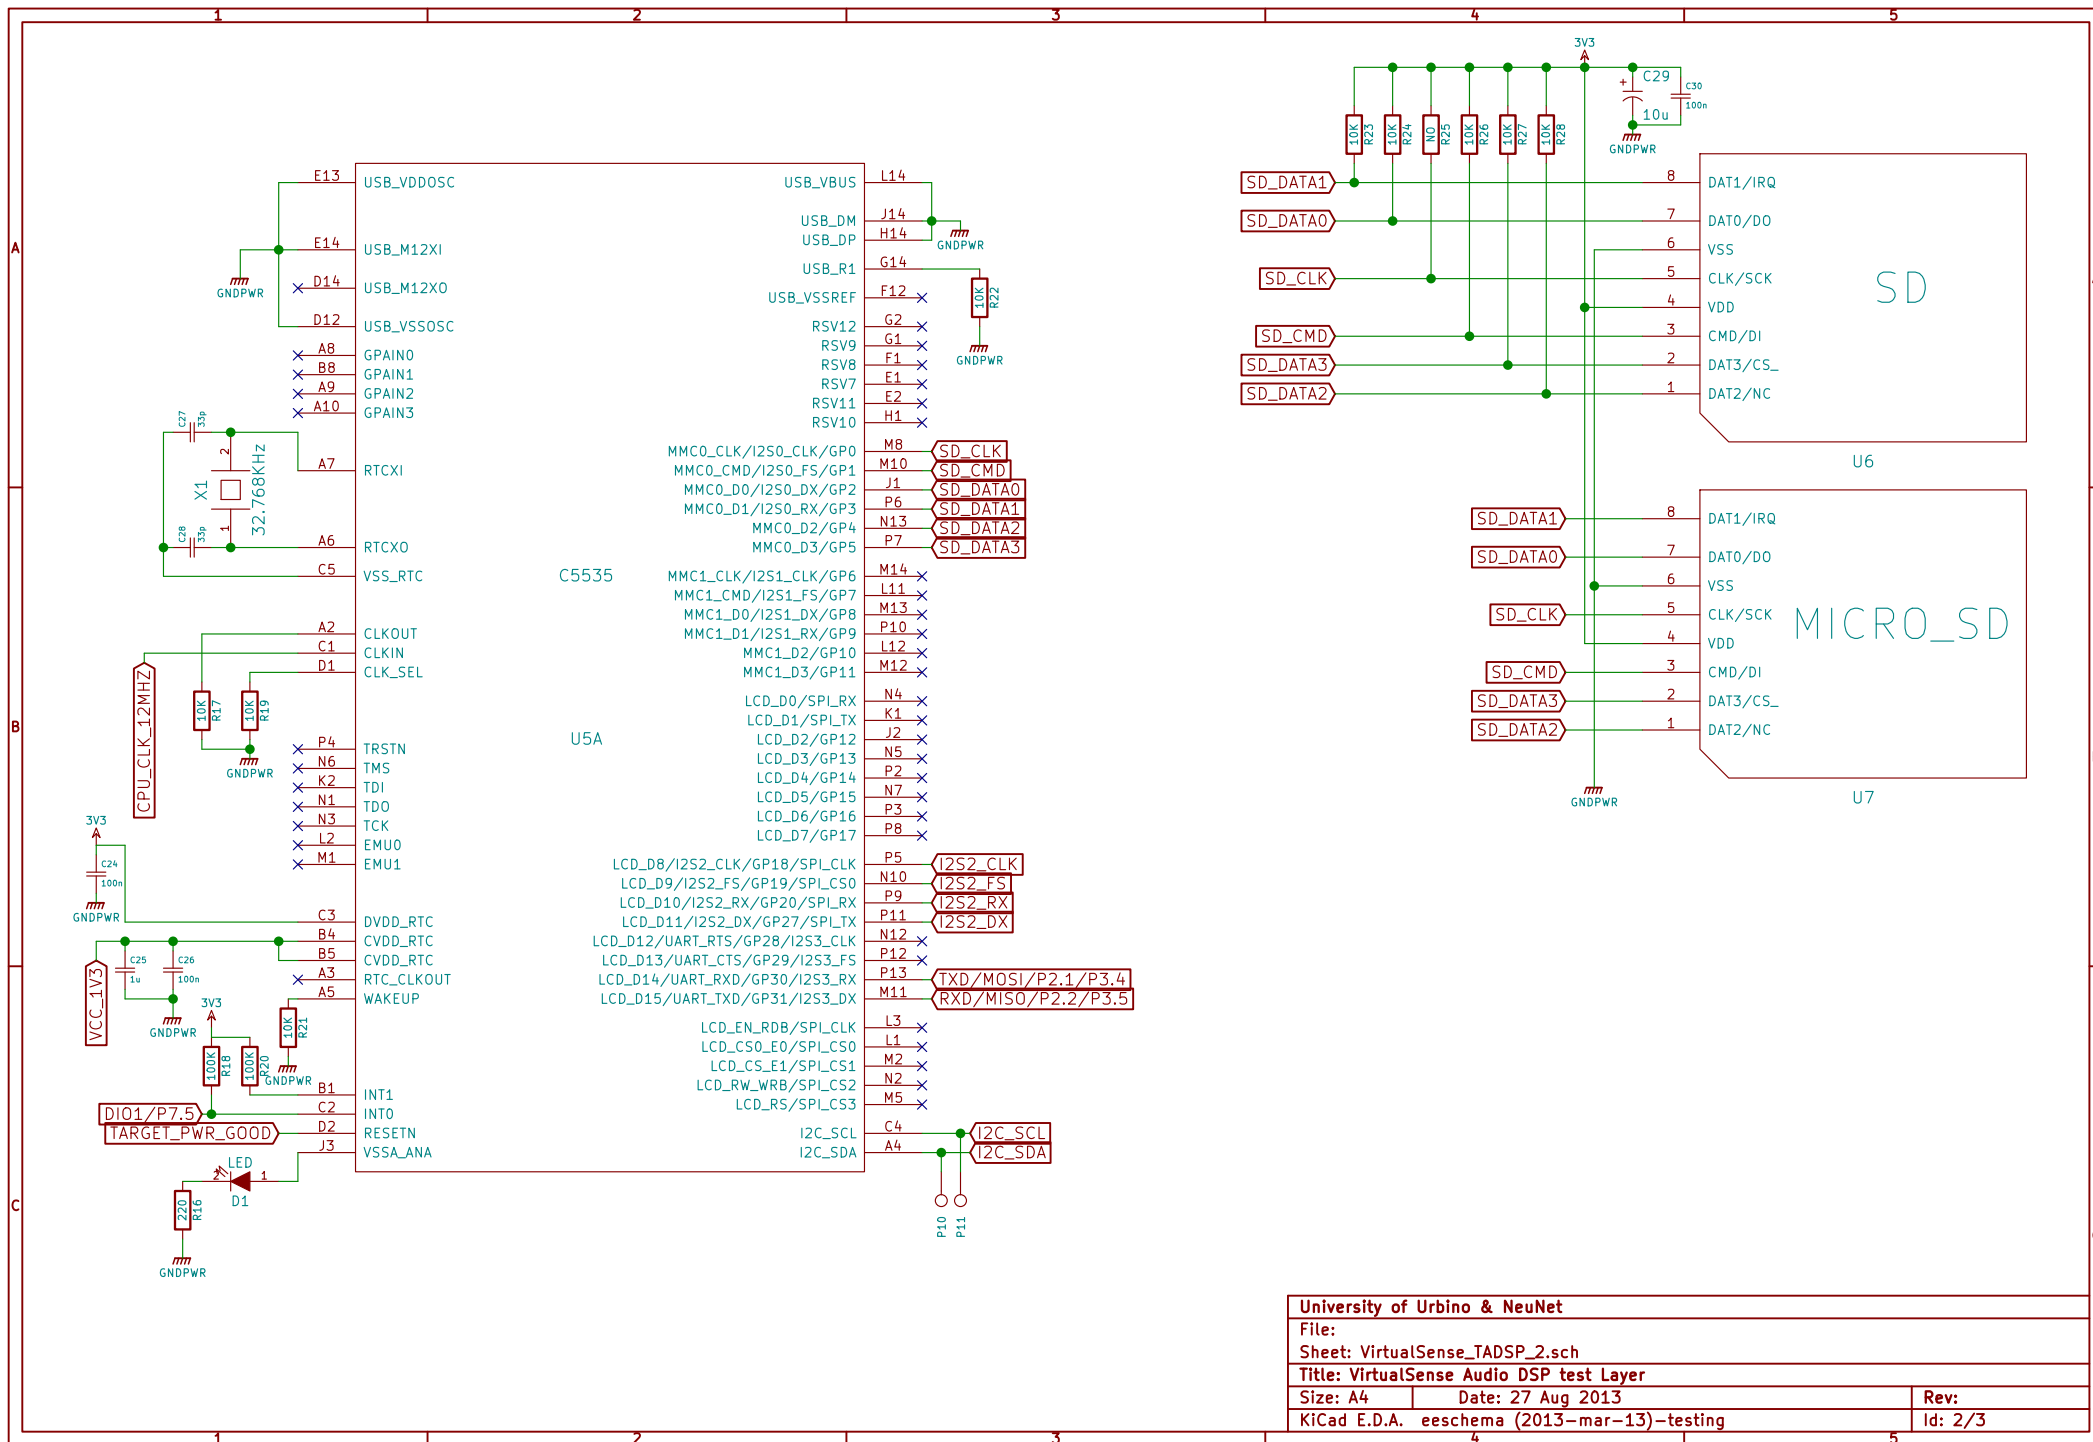 1 2 3 4 5
A
B
C
3V3
C29
10u
C30
100n
GNDPWR
10K R23
10K R24
NO R25
10K R26
10K R27
10K R28
SD_DATA1 8 DAT1/IRQ
SD_DATA0 7 DAT0/DO
6 VSS
SD_CLK 5 CLK/SCK
4 VDD
SD_CMD 3 CMD/DI
SD_DATA3 2 DAT3/CS_
SD_DATA2 1 DAT2/NC
SD
U6
SD_DATA1 8 DAT1/IRQ
SD_DATA0 7 DAT0/DO
6 VSS
SD_CLK 5 CLK/SCK
4 VDD
SD_CMD 3 CMD/DI
SD_DATA3 2 DAT3/CS_
SD_DATA2 1 DAT2/NC
MICRO_SD
U7
GNDPWR
E13 USB_VDDOSC
E14 USB_M12XI
GNDPWR
D14 USB_M12XO
D12 USB_VSSOSC
A8 GPAIN0
B8 GPAIN1
A9 GPAIN2
A10 GPAIN3
C27 33p
2
X1
32.768KHz
1
C28 33p
A7 RTCXI
A6 RTCXO
C5 VSS_RTC
A2 CLKOUT
C1 CLKIN
D1 CLK_SEL
CPU_CLK_12MHZ
10K R17
10K R19
GNDPWR
P4 TRSTN
N6 TMS
K2 TDI
N1 TDO
N3 TCK
L2 EMU0
M1 EMU1
3V3
C24
100n
GNDPWR
C3 DVDD_RTC
B4 CVDD_RTC
B5 CVDD_RTC
A3 RTC_CLKOUT
A5 WAKEUP
VCC_1V3
C25
1u
C26
100n
GNDPWR
3V3
100K R18
100K R20
10K R21
GNDPWR
B1 INT1
DIO1/P7.5 C2 INT0
TARGET_PWR_GOOD D2 RESETN
J3 VSSA_ANA
LED
2 1
D1
220 R16
GNDPWR
C5535
U5A
USB_VBUS L14
USB_DM J14
USB_DP H14
GNDPWR
USB_R1 G14
10K R22
GNDPWR
USB_VSSREF F12
RSV12 G2
RSV9 G1
RSV8 F1
RSV7 E1
RSV11 E2
RSV10 H1
MMC0_CLK/I2S0_CLK/GP0 M8 SD_CLK
MMC0_CMD/I2S0_FS/GP1 M10 SD_CMD
MMC0_D0/I2S0_DX/GP2 J1 SD_DATA0
MMC0_D1/I2S0_RX/GP3 P6 SD_DATA1
MMC0_D2/GP4 N13 SD_DATA2
MMC0_D3/GP5 P7 SD_DATA3
MMC1_CLK/I2S1_CLK/GP6 M14
MMC1_CMD/I2S1_FS/GP7 L11
MMC1_D0/I2S1_DX/GP8 M13
MMC1_D1/I2S1_RX/GP9 P10
MMC1_D2/GP10 L12
MMC1_D3/GP11 M12
LCD_D0/SPI_RX N4
LCD_D1/SPI_TX K1
LCD_D2/GP12 J2
LCD_D3/GP13 N5
LCD_D4/GP14 P2
LCD_D5/GP15 N7
LCD_D6/GP16 P3
LCD_D7/GP17 P8
LCD_D8/I2S2_CLK/GP18/SPI_CLK P5 I2S2_CLK
LCD_D9/I2S2_FS/GP19/SPI_CS0 N10 I2S2_FS
LCD_D10/I2S2_RX/GP20/SPI_RX P9 I2S2_RX
LCD_D11/I2S2_DX/GP27/SPI_TX P11 I2S2_DX
LCD_D12/UART_RTS/GP28/I2S3_CLK N12
LCD_D13/UART_CTS/GP29/I2S3_FS P12
LCD_D14/UART_RXD/GP30/I2S3_RX P13 TXD/MOSI/P2.1/P3.4
LCD_D15/UART_TXD/GP31/I2S3_DX M11 RXD/MISO/P2.2/P3.5
LCD_EN_RDB/SPI_CLK L3
LCD_CS0_E0/SPI_CS0 L1
LCD_CS_E1/SPI_CS1 M2
LCD_RW_WRB/SPI_CS2 N2
LCD_RS/SPI_CS3 M5
I2C_SCL C4 I2C_SCL
I2C_SDA A4 I2C_SDA
P10 P11
University of Urbino & NeuNet
File:
Sheet: VirtualSense_TADSP_2.sch
Title: VirtualSense Audio DSP test Layer
Size: A4 Date: 27 Aug 2013 Rev:
KiCad E.D.A. eeschema (2013-mar-13)-testing Id: 2/3
1 2 3 4 5